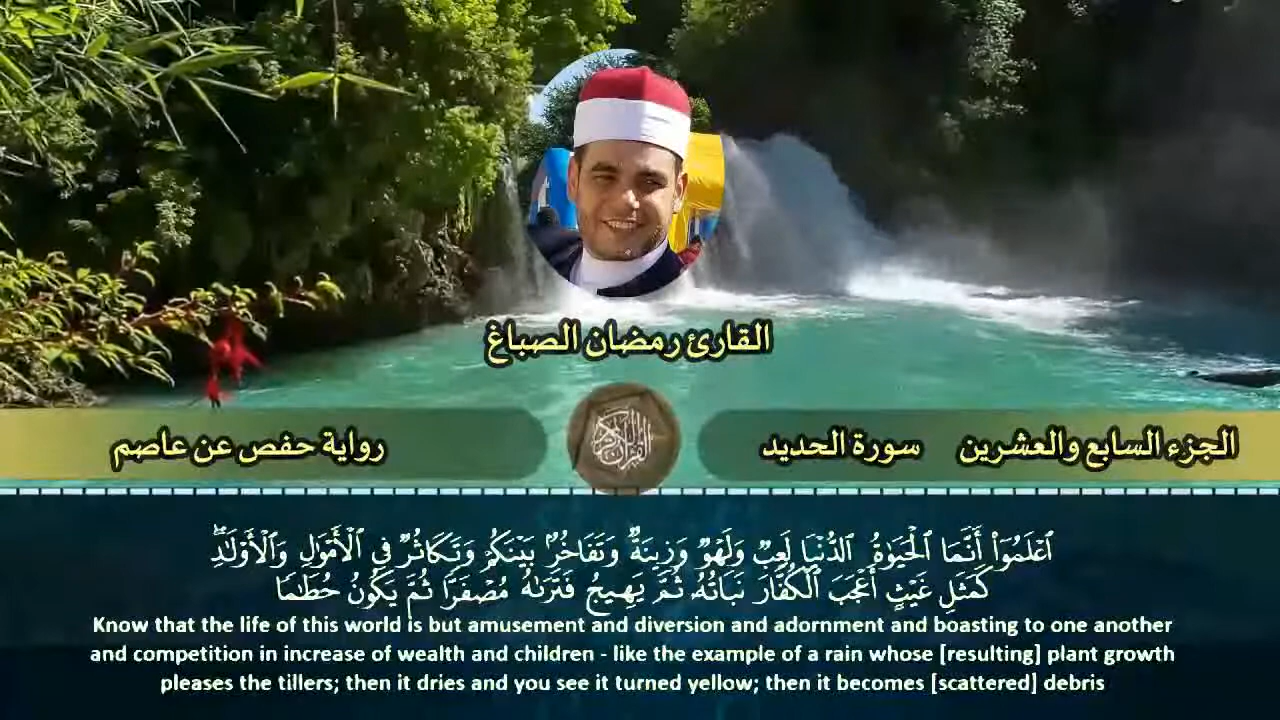 القارئ رمضان الصباغ
الجزء السابع والعشرين
سورة الحديد
القرآن الكريم
رواية حفص عن عاصم
ٱعْلَمُوٓا۟ أَنَّمَا ٱلْحَيَوٰةُ ٱلدُّنْيَا لَعِبٌ وَلَهْوٌ وَزِينَةٌ وَتَفَاخُرٌۢ بَيْنَكُمْ وَتَكَاثُرٌ فِى ٱلْأَمْوَٰلِ وَٱلْأَوْلَٰدِ ۖ
كَمَثَلِ غَيْثٍ أَعْجَبَ ٱلْكُفَّارَ نَبَاتُهُۥ ثُمَّ يَهِيجُ فَتَرَىٰهُ مُصْفَرًّا ثُمَّ يَكُونُ حُطَٰمًا
Know that the life of this world is but amusement and diversion and adornment and boasting to one another
and competition in increase of wealth and children - like the example of a rain whose [resulting] plant growth
pleases the tillers; then it dries and you see it turned yellow; then it becomes [scattered] debris